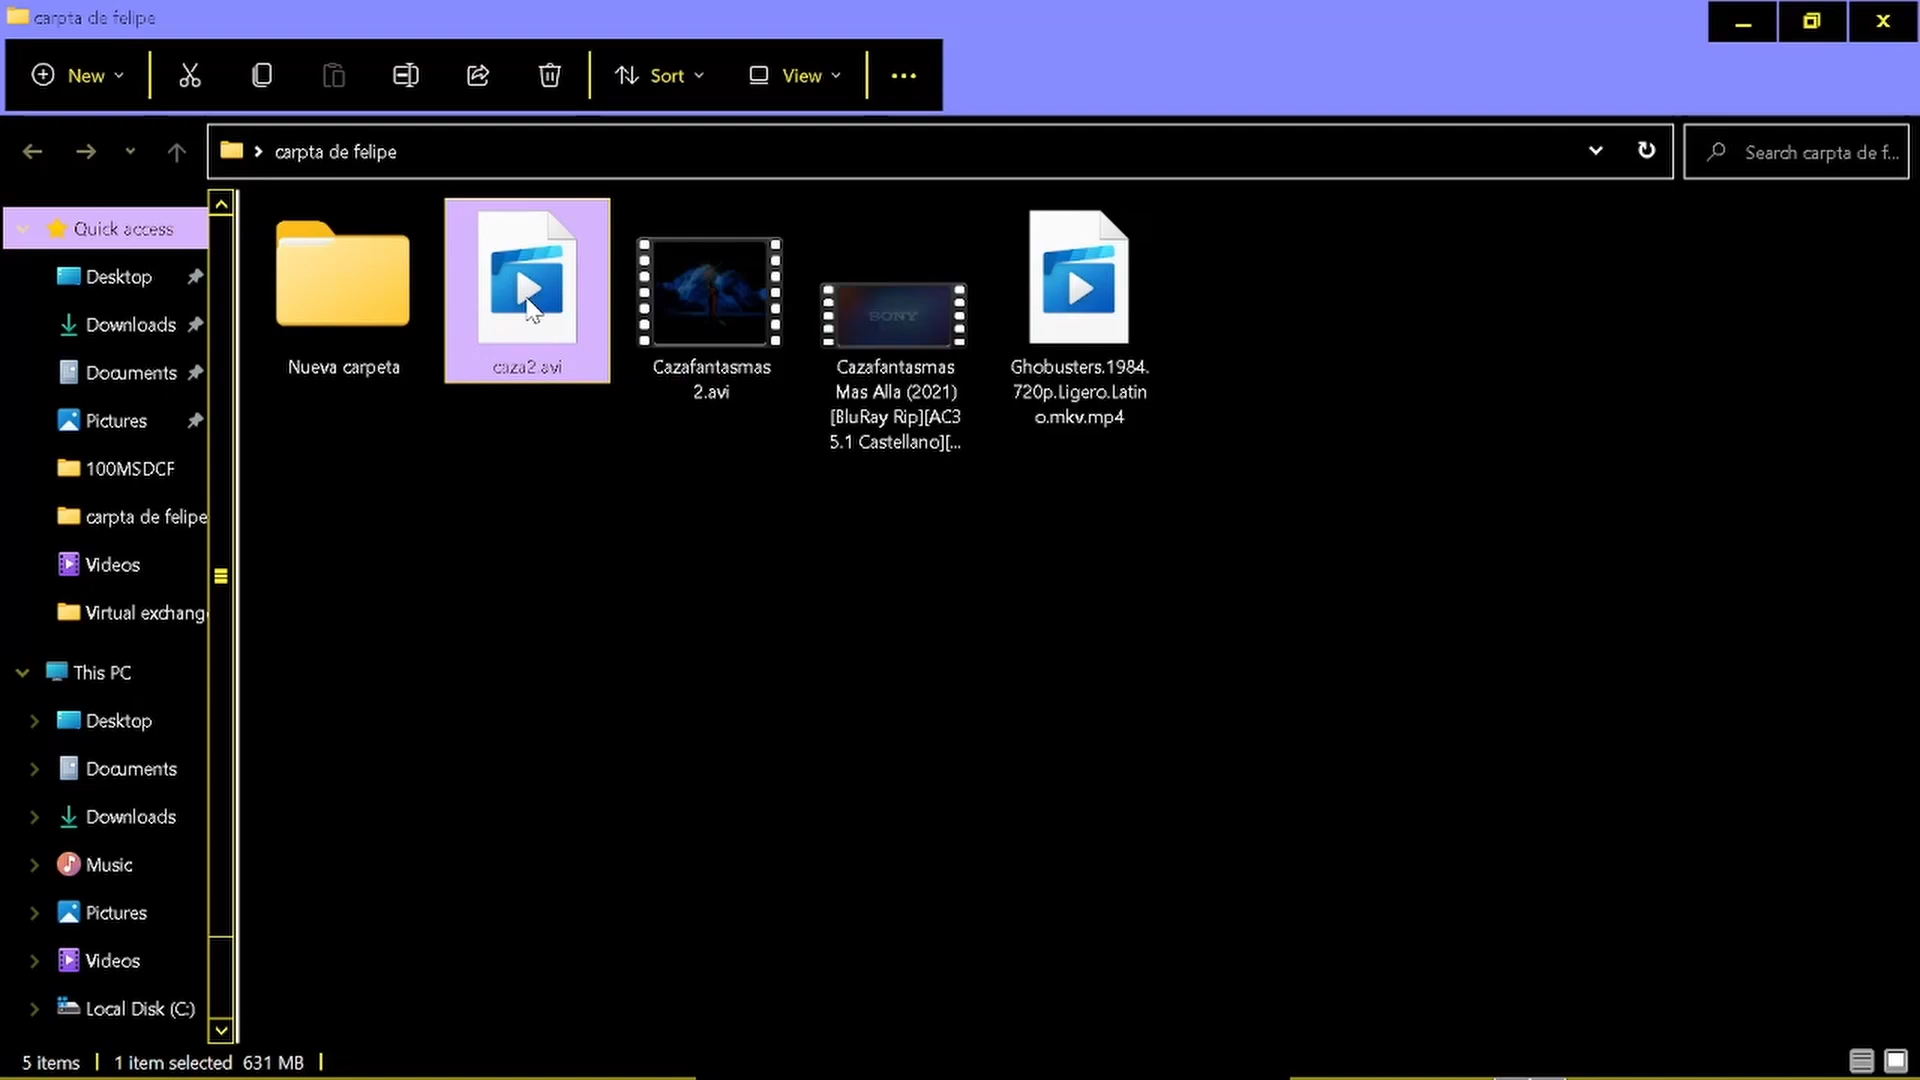 carpta de felipe
New
Sort
View
carpta de felipe
Search carpta de f...
Quick access
Desktop
Downloads
Documents
Pictures
100MSDCF
carpta de felipe
Videos
Virtual exchang
This PC
Desktop
Documents
Downloads
Music
Pictures
Videos
Local Disk (C:)
Nueva carpeta
caza2.avi
Cazafantasmas
2.avi
SONY
Cazafantasmas
Mas Alla (2021)
[BluRay Rip][AC3
5.1 Castellano][...
Ghobusters.1984.
720p.Ligero.Latin
o.mkv.mp4
5 items
1 item selected 631 MB